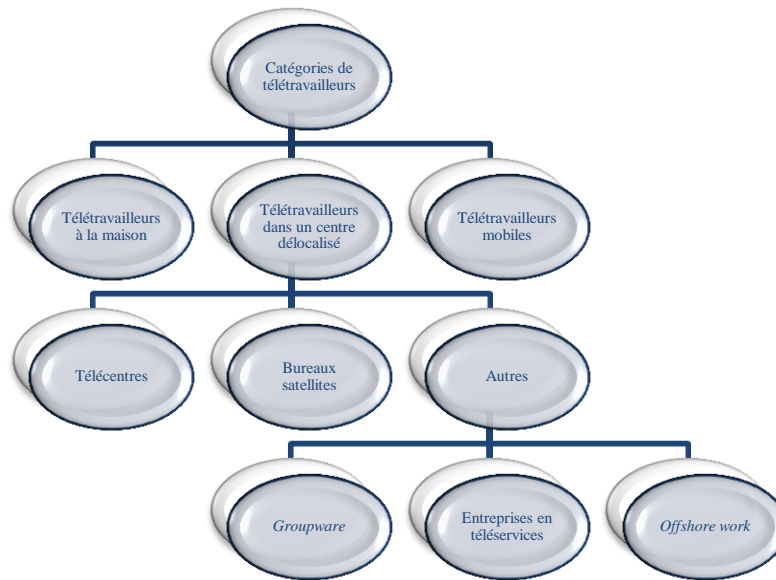 Catégories de
télétravailleurs
Télétravailleurs
à la maison
Télétravailleurs
dans un centre
délocalisé
Télétravailleurs
mobiles
Télécentres
Bureaux
satellites
Autres
Groupware
Entreprises en
téléservices
Offshore work